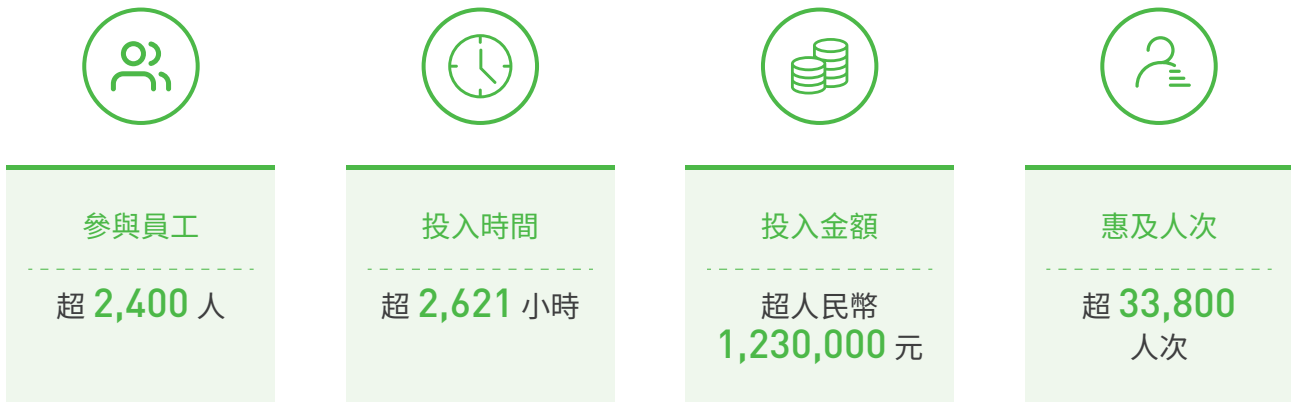 參與員工
超 2,400 人
投入時間
超 2,621 小時
投入金額
超人民幣
1,230,000 元
惠及人次
超 33,800
人次